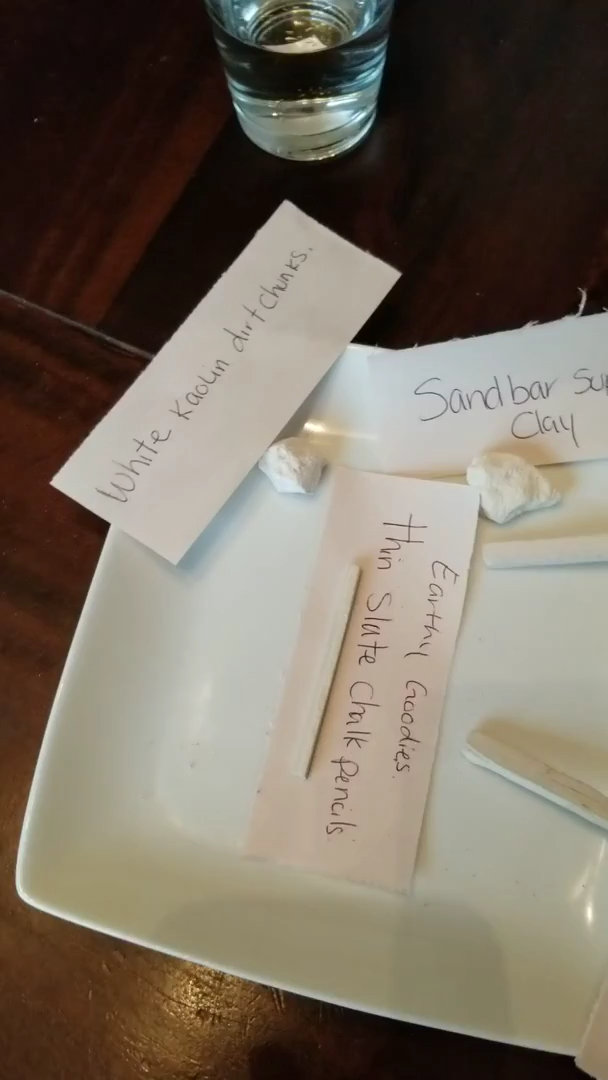 White Kaolin dirt Chunks.
Sandbar
Clay
Earthy Goodies.
Thin Slate Chalk Pencils